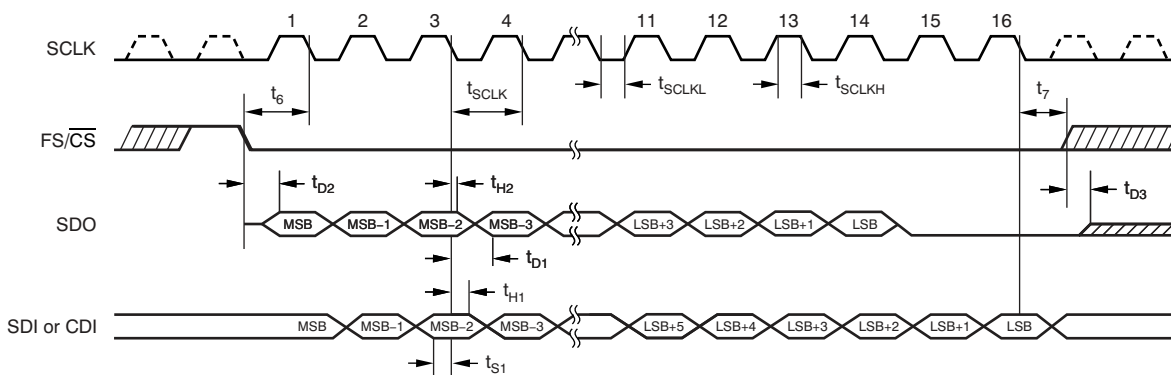 1 2 3 4 11 12 13 14 15 16
SCLK
t6 tSCLK tSCLKL tSCLKH t7
FS/CS
tD2 tH2 tD3
SDO MSB MSB–1 MSB–2 MSB–3 LSB+3 LSB+2 LSB+1 LSB
tD1
tH1
SDI or CDI MSB MSB–1 MSB–2 MSB–3 LSB+5 LSB+4 LSB+3 LSB+2 LSB+1 LSB
tS1